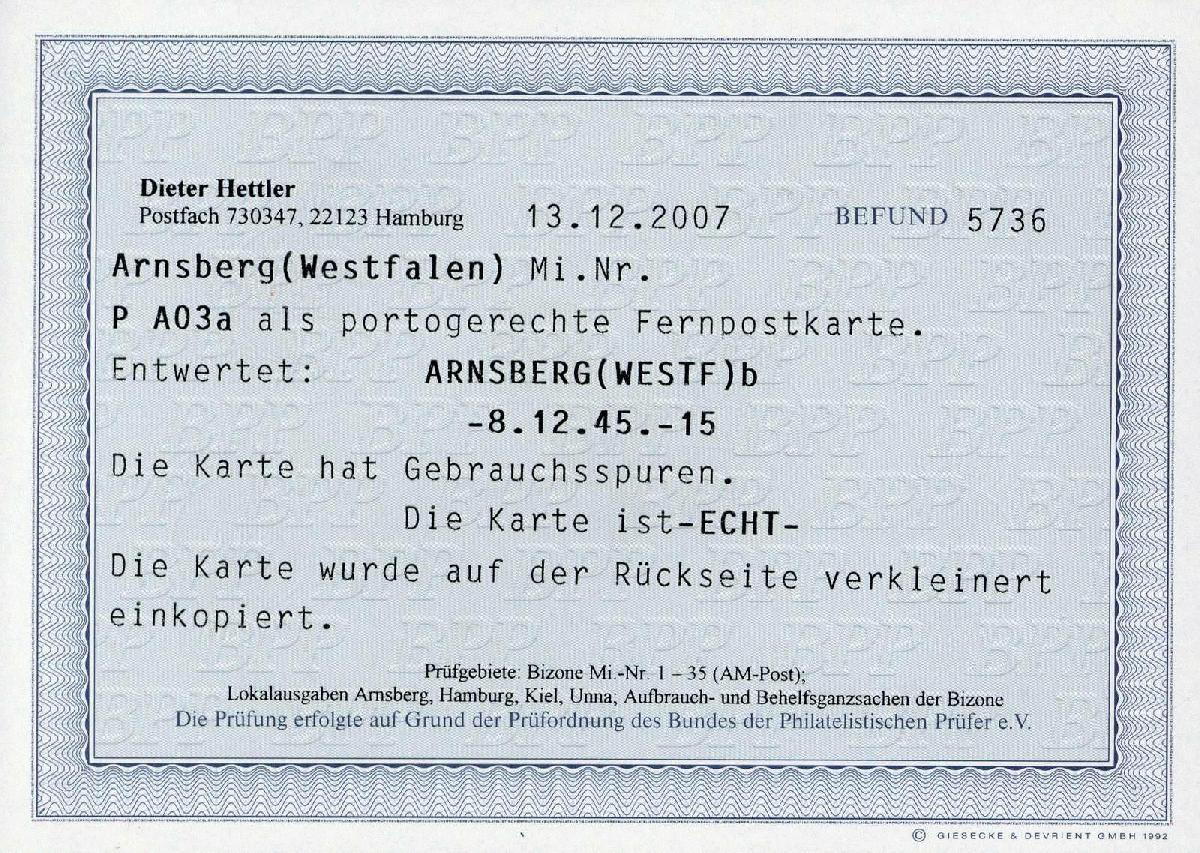 Dieter Hettler
Postfach 730347, 22123 Hamburg 13.12.2007 BEFUND 5736
Arnsberg(Westfalen) Mi.Nr.
P A03a als portogerechte Fernpostkarte.
Entwertet: ARNSBERG(WESTF)b
-8.12.45.-15
Die Karte hat Gebrauchsspuren.
Die Karte ist-ECHT-
Die Karte wurde auf der Rückseite verkleinert
einkopiert.
Prüfgebiete: Bizone Mi.-Nr. 1 – 35 (AM-Post);
Lokalausgaben Arnsberg, Hamburg, Kiel, Unna, Aufbrauch- und Behelfsganzsachen der Bizone
Die Prüfung erfolgte auf Grund der Prüfordnung des Bundes der Philatelistischen Prüfer e.V.
© GIESECKE & DEVRIENT GMBH 1992